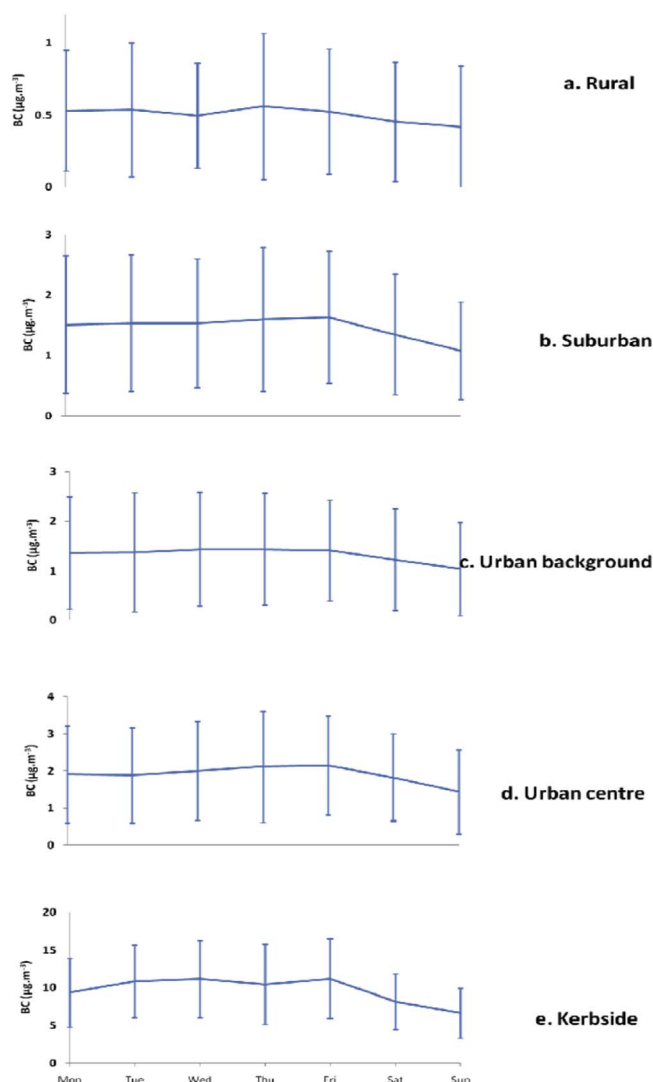 1
0.5
0
BC (µg.m-3)
a. Rural
3
2
1
0
BC (µg.m-3)
b. Suburban
3
2
1
0
BC (µg.m-3)
c. Urban background
4
3
2
1
0
BC (µg.m-3)
d. Urban centre
20
15
10
5
0
BC (µg.m-3)
e. Kerbside
Mon Tue Wed Thu Fri Sat Sun